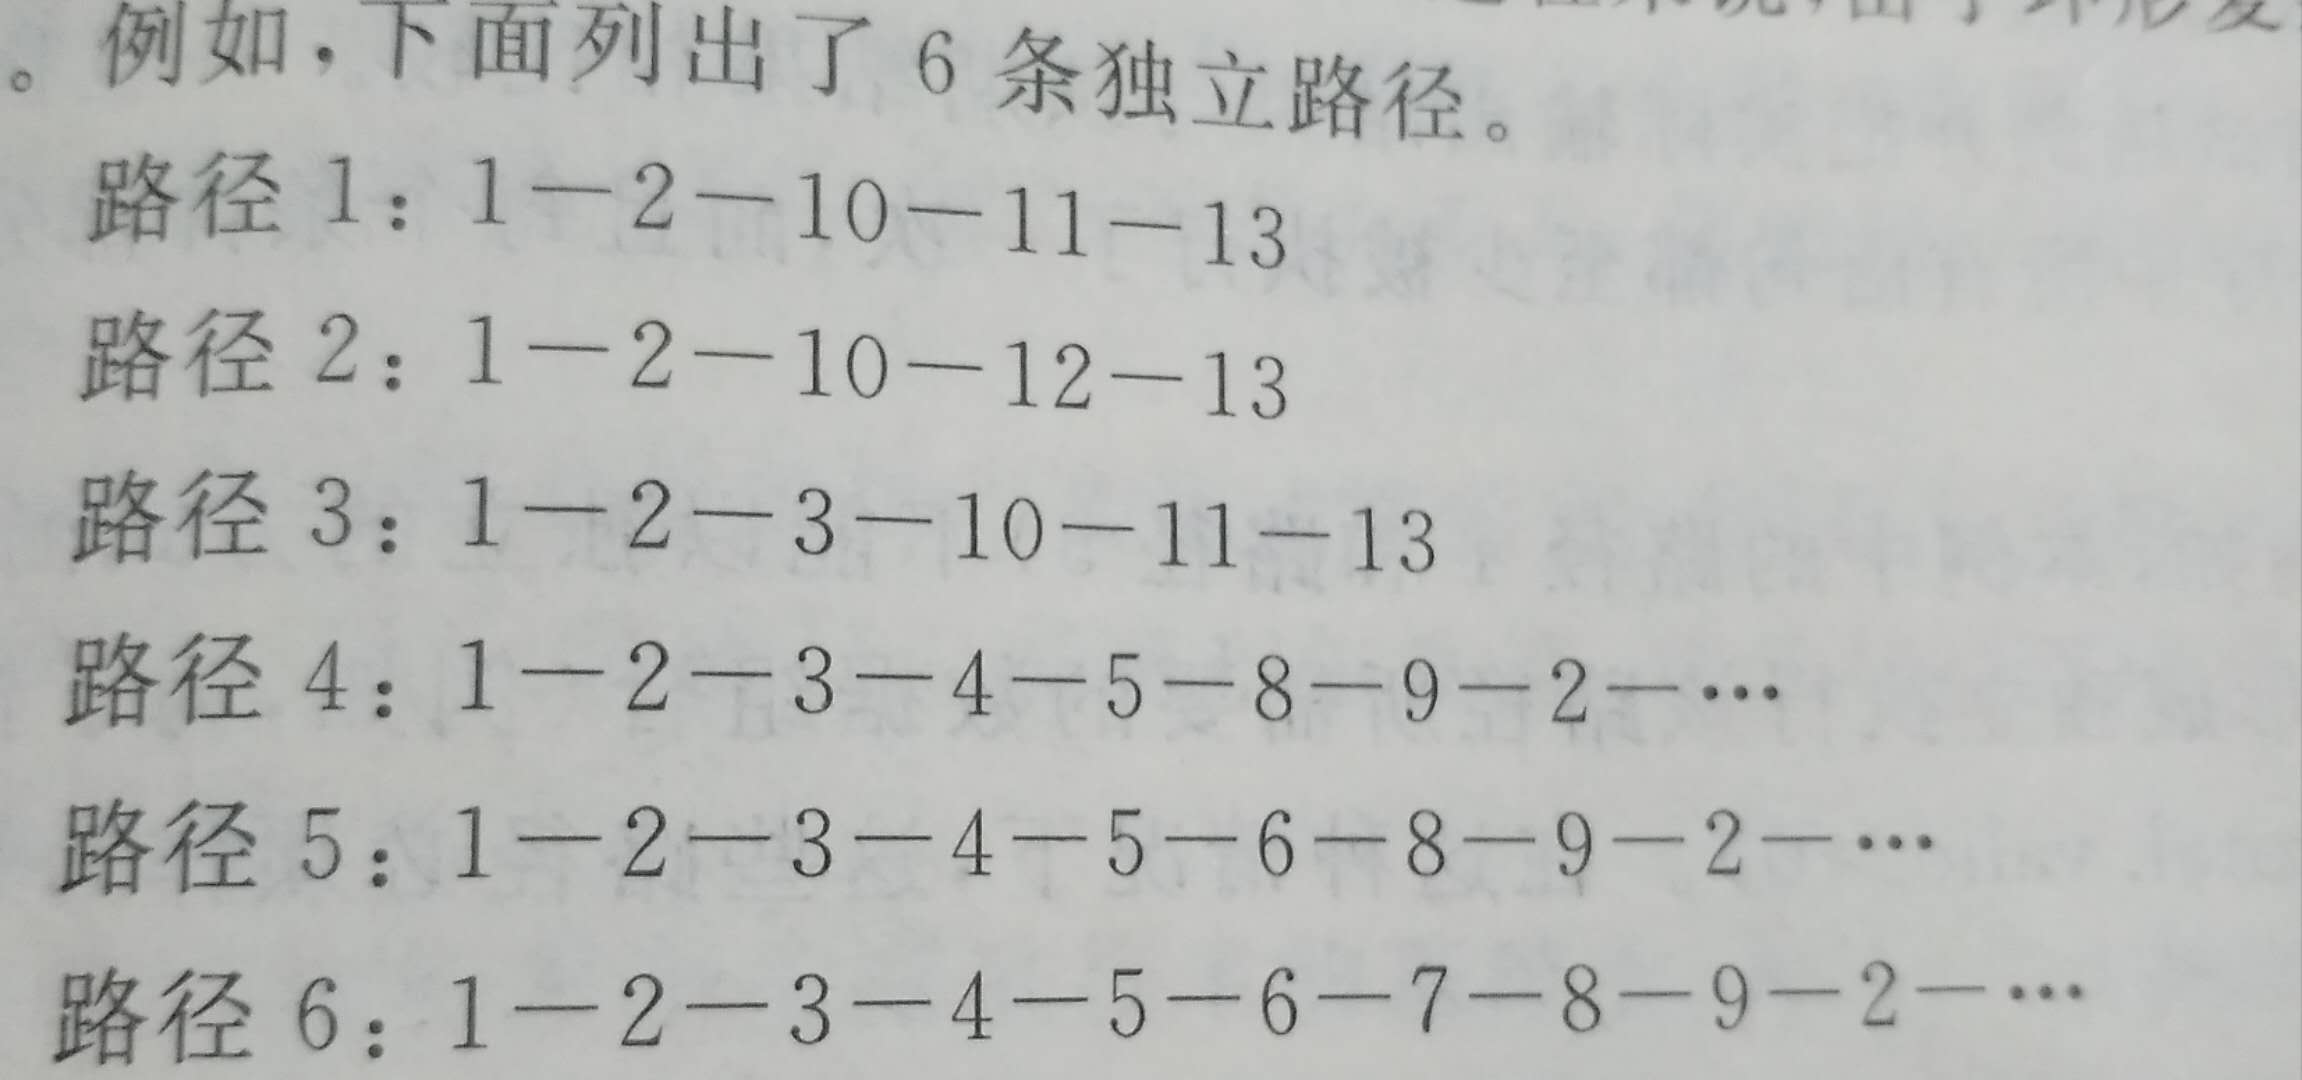 。例如，下面列出了 6 条独立路径。
路径 1：1－2－10－11－13
路径 2：1－2－10－12－13
路径 3：1－2－3－10－11－13
路径 4：1－2－3－4－5－8－9－2－…
路径 5：1－2－3－4－5－6－8－9－2－…
路径 6：1－2－3－4－5－6－7－8－9－2－…